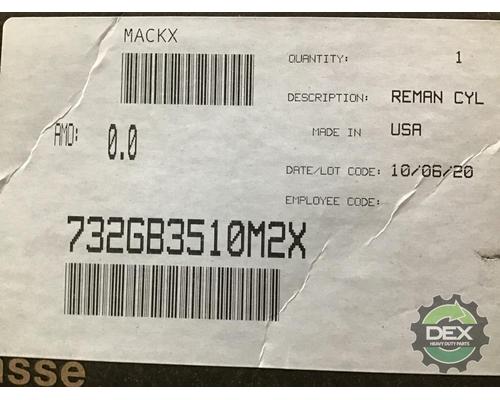 MACKX
QUANTITY: 1
DESCRIPTION: REMAN CYL
AMD: 0.0
MADE IN USA
DATE/LOT CODE: 10/06/20
EMPLOYEE CODE:
732GB3510M2X
DEX
HEAVY DUTY PARTS
asse